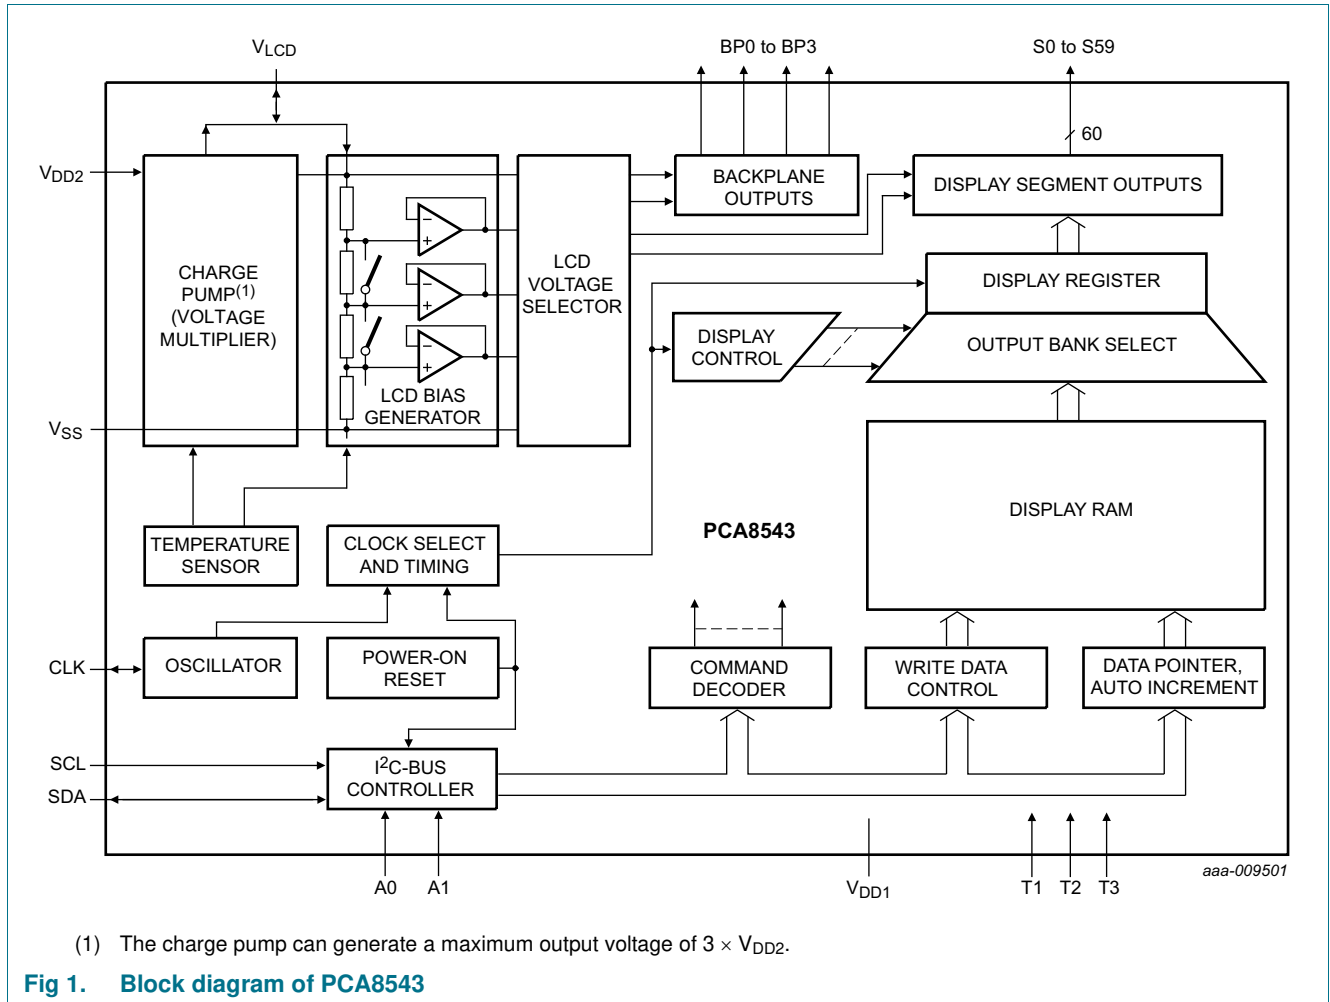 VLCD
BP0 to BP3
S0 to S59
60
VDD2
BACKPLANE
OUTPUTS
DISPLAY SEGMENT OUTPUTS
CHARGE
PUMP(1)
(VOLTAGE
MULTIPLIER)
−
+
−
+
−
+
LCD BIAS
GENERATOR
LCD
VOLTAGE
SELECTOR
DISPLAY REGISTER
DISPLAY
CONTROL
OUTPUT BANK SELECT
VSS
DISPLAY RAM
PCA8543
TEMPERATURE
SENSOR
CLOCK SELECT
AND TIMING
CLK
OSCILLATOR
POWER-ON
RESET
COMMAND
DECODER
WRITE DATA
CONTROL
DATA POINTER,
AUTO INCREMENT
SCL
SDA
I2C-BUS
CONTROLLER
A0
A1
VDD1
T1
T2
T3
aaa-009501
(1) The charge pump can generate a maximum output voltage of 3 × VDD2.
Fig 1. Block diagram of PCA8543